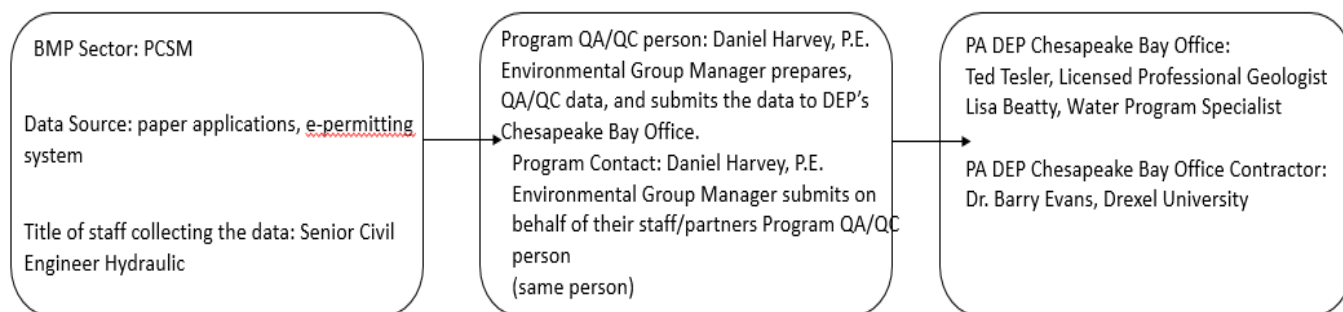 BMP Sector: PCSM
Data Source: paper applications, e-permitting
system
Title of staff collecting the data: Senior Civil
Engineer Hydraulic
Program QA/QC person: Daniel Harvey, P.E.
Environmental Group Manager prepares,
QA/QC data, and submits the data to DEP’s
Chesapeake Bay Office.
Program Contact: Daniel Harvey, P.E.
Environmental Group Manager submits on
behalf of their staff/partners Program QA/QC
person
(same person)
PA DEP Chesapeake Bay Office:
Ted Tesler, Licensed Professional Geologist
Lisa Beatty, Water Program Specialist
PA DEP Chesapeake Bay Office Contractor:
Dr. Barry Evans, Drexel University